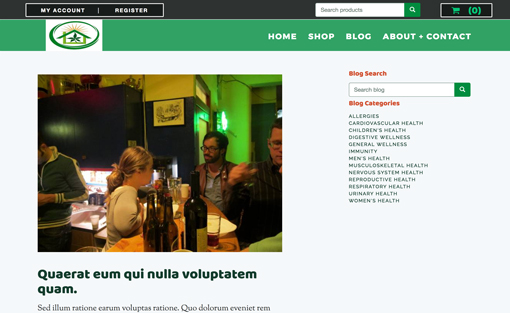 MY ACCOUNT | REGISTER
Search products
(0)
HOME SHOP BLOG ABOUT + CONTACT
Blog Search
Search blog
Blog Categories
ALLERGIES
CARDIOVASCULAR HEALTH
CHILDREN'S HEALTH
DIGESTIVE WELLNESS
GENERAL WELLNESS
IMMUNITY
MEN'S HEALTH
MUSCULOSKELETAL HEALTH
NERVOUS SYSTEM HEALTH
REPRODUCTIVE HEALTH
RESPIRATORY HEALTH
URINARY HEALTH
WOMEN'S HEALTH
Quaerat eum qui nulla voluptatem
quam.
Sed illum ratione earum voluptas ratione. Quo dolorum eveniet rem